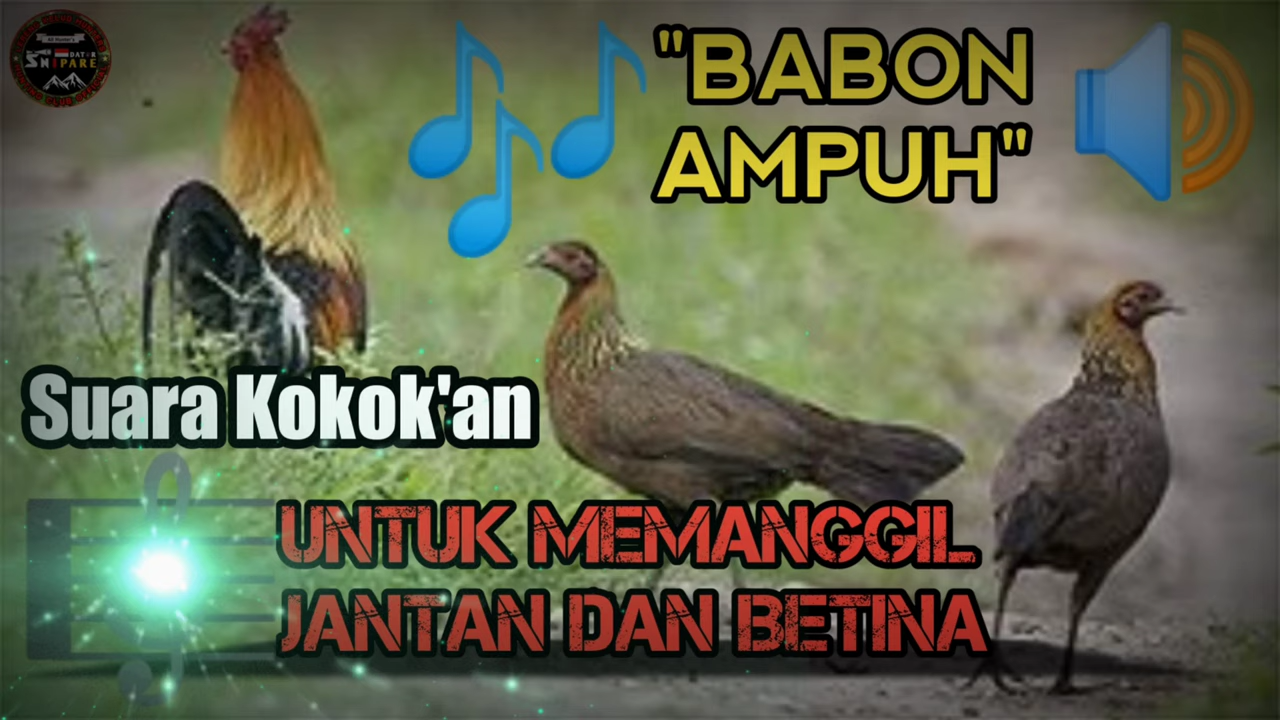 "BABON
AMPUH"
Suara Kokok'an
UNTUK MEMANGGIL
JANTAN DAN BETINA